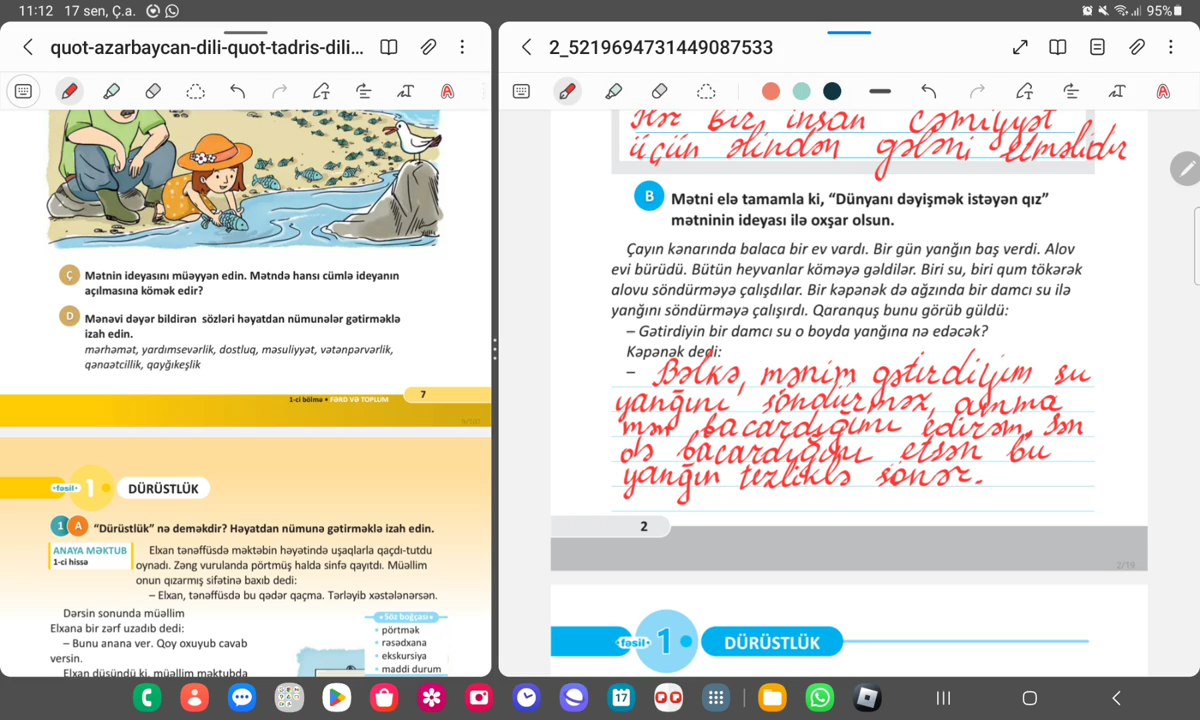 11:12 17 sen, Ç.a.
95%
quot-azarbaycan-dili-quot-tadris-dili...
Ç Mətnin ideyasını müəyyən edin. Mətndə hansı cümlə ideyanın
açılmasına kömək edir?
D Mənəvi dəyər bildirən sözləri həyatdan nümunələr gətirməklə
izah edin.
mərhəmət, yardımsevərlik, dostluq, məsuliyyət, vətənpərvərlik,
qənaətcillik, qayğıkeşlik
1-ci bölmə • FƏRD VƏ TOPLUM 7
•fəsil• 1 DÜRÜSTLÜK
1 A "Dürüstlük" nə deməkdir? Həyatdan nümunə gətirməklə izah edin.
ANAYA MƏKTUB
1-ci hissə
Elxan tənəffüsdə məktəbin həyətində uşaqlarla qaçdı-tutdu
oynadı. Zəng vurulanda pörtmüş halda sinfə qayıtdı. Müəllim
onun qızarmış sifətinə baxıb dedi:
– Elxan, tənəffüsdə bu qədər qaçma. Tərləyib xəstələnərsən.
Dərsin sonunda müəllim
Elxana bir zərf uzadıb dedi:
– Bunu anana ver. Qoy oxuyub cavab
versin.
Elxan düşündü ki, müəllim məktubda
• Söz boğçası •
• pörtmək
• rəsədxana
• ekskursiya
• maddi durum
2_5219694731449087533
Hər bir insan cəmiyyət
üçün əlindən gələni etməlidir
B Mətni elə tamamla ki, "Dünyanı dəyişmək istəyən qız"
mətninin ideyası ilə oxşar olsun.
Çayın kənarında balaca bir ev vardı. Bir gün yanğın baş verdi. Alov
evi bürüdü. Bütün heyvanlar köməyə gəldilər. Biri su, biri qum tökərək
alovu söndürməyə çalışdılar. Bir kəpənək də ağzında bir damcı su ilə
yanğını söndürməyə çalışırdı. Qaranquş bunu görüb güldü:
– Gətirdiyin bir damcı su o boyda yanğına nə edəcək?
Kəpənək dedi:
– Bəlkə, mənim gətirdiyim su
yanğını söndürməz, amma
mən bacardığımı edirəm. Sən
də bacardığını etsən bu
yanğın tezliklə sönər.
2
2/19
•fəsil• 1 DÜRÜSTLÜK
17